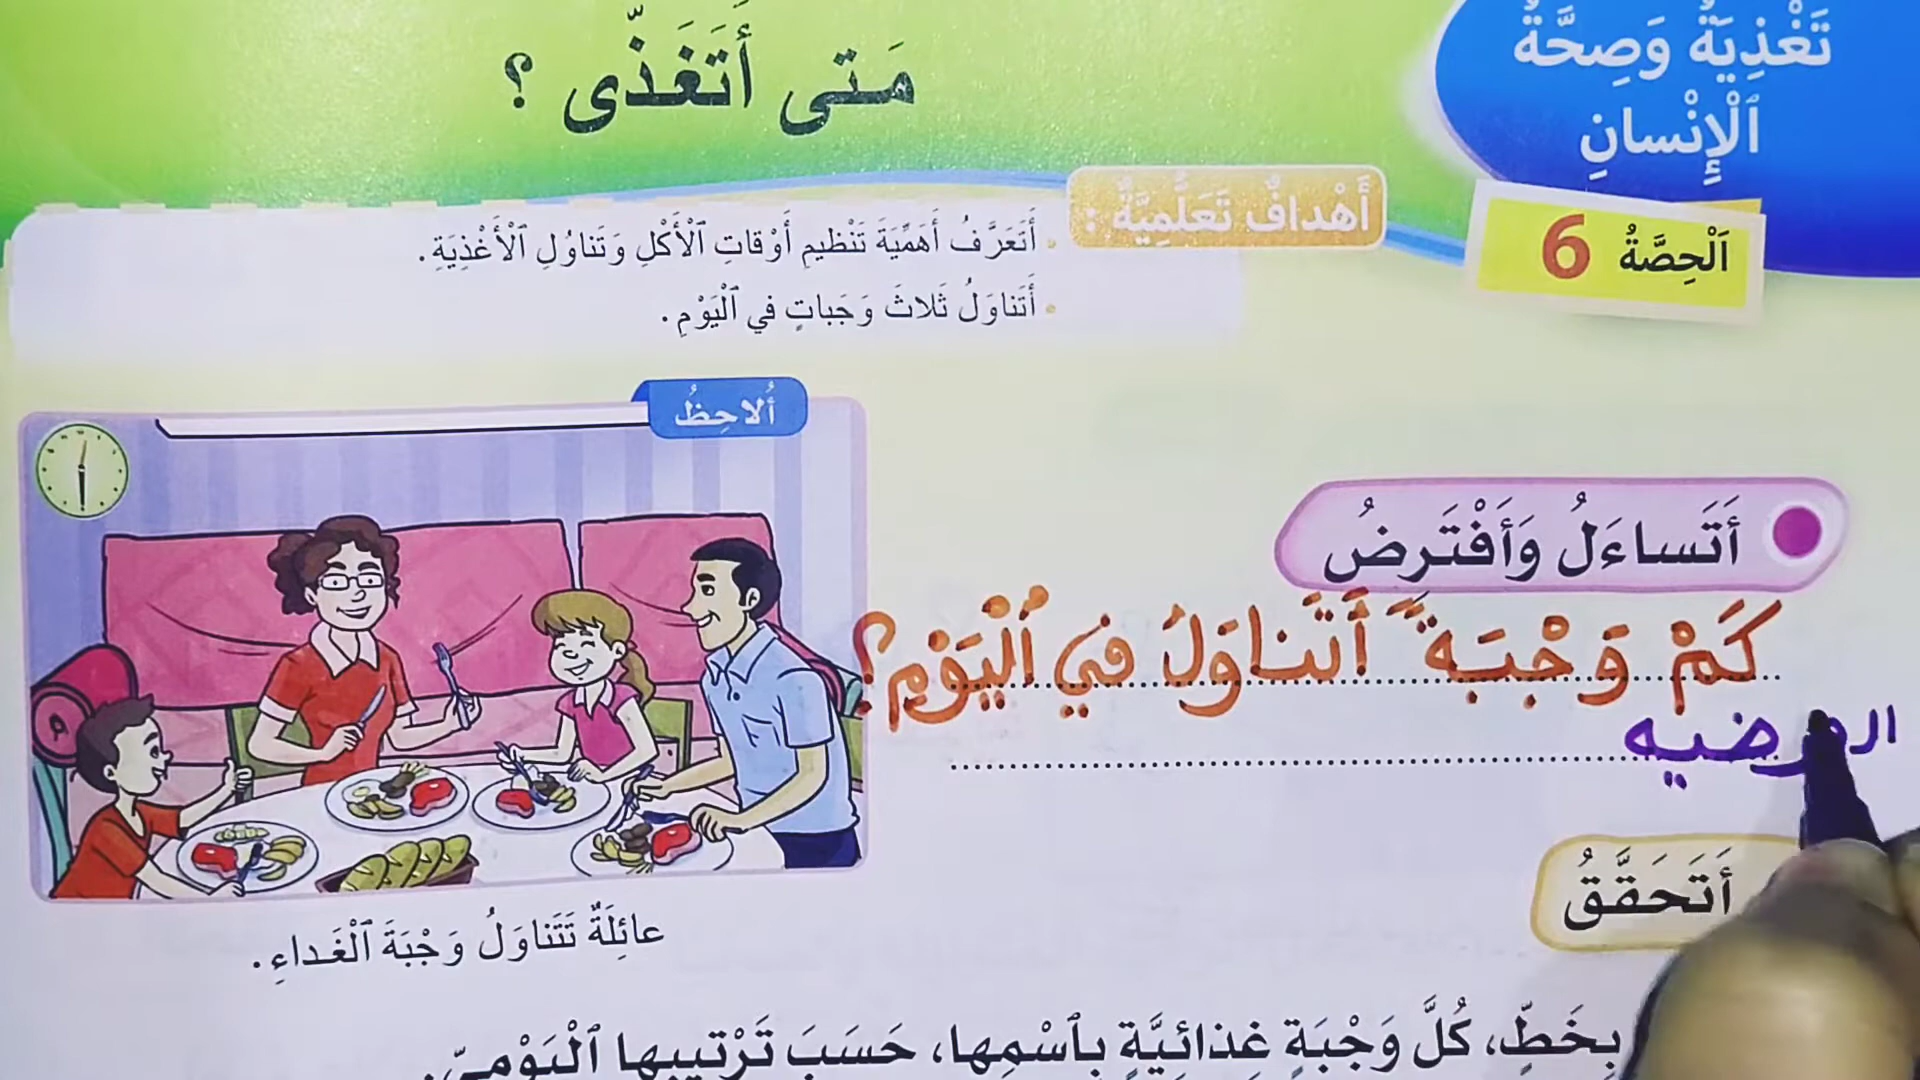 تَغْذِيَةٌ وَصِحَّةُ
ٱلْإِنْسانِ
مَتى أَتَغَذّى ؟
اَلْحِصَّةُ 6
أَهْدافٌ تَعَلُّمِيَّةٌ :
• أَتَعَرَّفُ أَهَمِّيَةَ تَنْظيمِ أَوْقاتِ ٱلْأَكْلِ وَتَناوُلِ ٱلْأَغْذِيَةِ.
• أَتَناوَلُ ثَلاثَ وَجَباتٍ في ٱلْيَوْمِ.
أُلاحِظُ
أَتَساءَلُ وَأَفْتَرِضُ
كَمْ وَجْبَةً أَتَناوَلُ في ٱلْيَوْمِ؟
عائِلَةٌ تَتَناوَلُ وَجْبَةَ ٱلْغَداءِ.
أَتَحَقَّقُ
بِخَطٍّ، كُلَّ وَجْبَةٍ غِذائِيَّةٍ بِٱسْمِها، حَسَبَ تَرْتيبِها ٱلْيَوْمِيِّ.